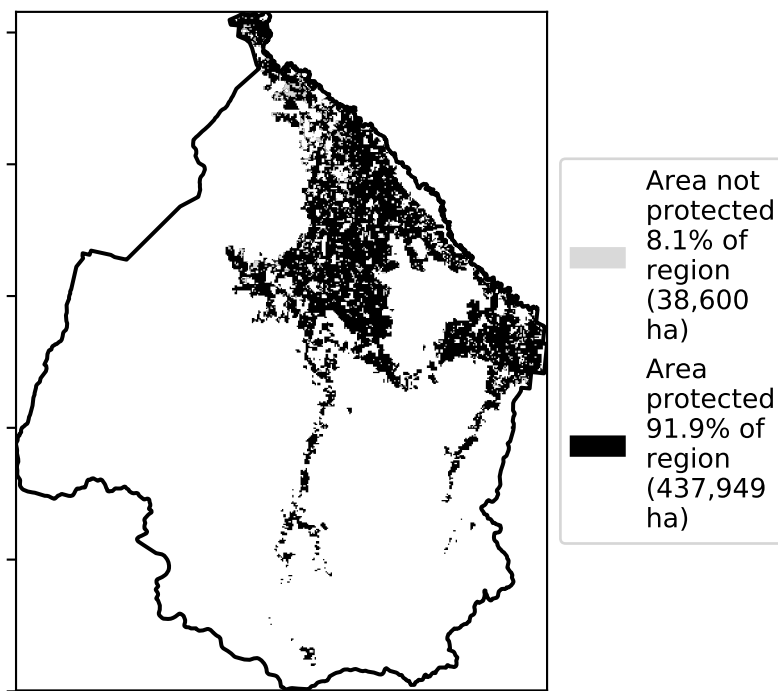 Area not
protected
8.1% of
region
(38,600
ha)
Area
protected
91.9% of
region
(437,949
ha)